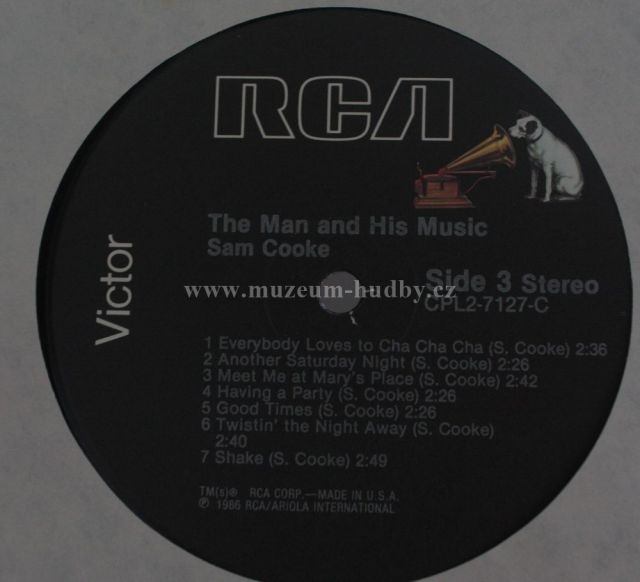 RCA
Victor
The Man and His Music
Sam Cooke
Side 3 Stereo
www.muzeum-hudby.cz
CPL2-7127-C
1 Everybody Loves to Cha Cha Cha (S. Cooke) 2:36
2 Another Saturday Night (S. Cooke) 2:26
3 Meet Me at Mary's Place (S. Cooke) 2:42
4 Having a Party (S. Cooke) 2:26
5 Good Times (S. Cooke) 2:26
6 Twistin' the Night Away (S. Cooke)
2:40
7 Shake (S. Cooke) 2:49
TM(s)® RCA CORP.—MADE IN U.S.A.
℗ 1986 RCA/ARIOLA INTERNATIONAL